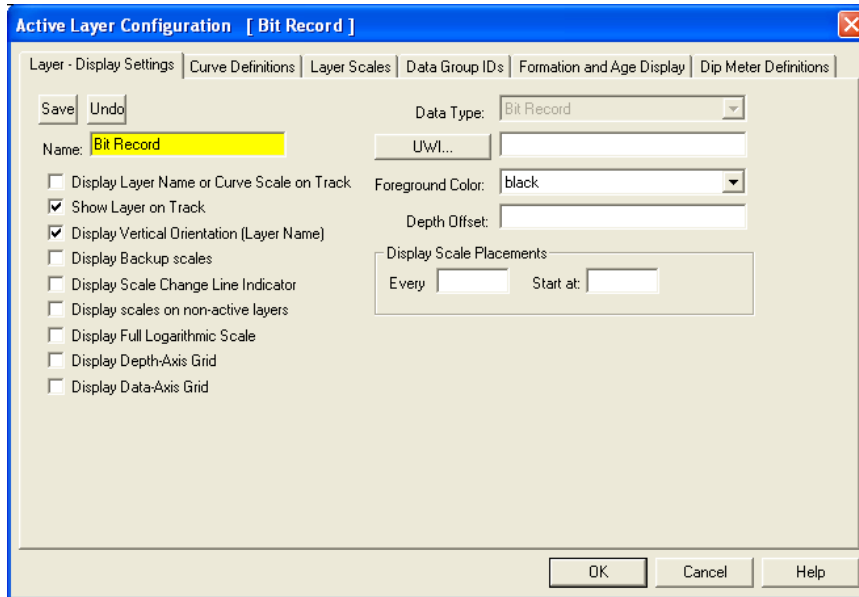 Active Layer Configuration [ Bit Record ]
Layer - Display Settings Curve Definitions Layer Scales Data Group IDs Formation and Age Display Dip Meter Definitions
Save Undo
Name: Bit Record
Display Layer Name or Curve Scale on Track
Show Layer on Track
Display Vertical Orientation (Layer Name)
Display Backup scales
Display Scale Change Line Indicator
Display scales on non-active layers
Display Full Logarithmic Scale
Display Depth-Axis Grid
Display Data-Axis Grid
Data Type: Bit Record
UWI...
Foreground Color: black
Depth Offset:
Display Scale Placements
Every Start at:
OK Cancel Help